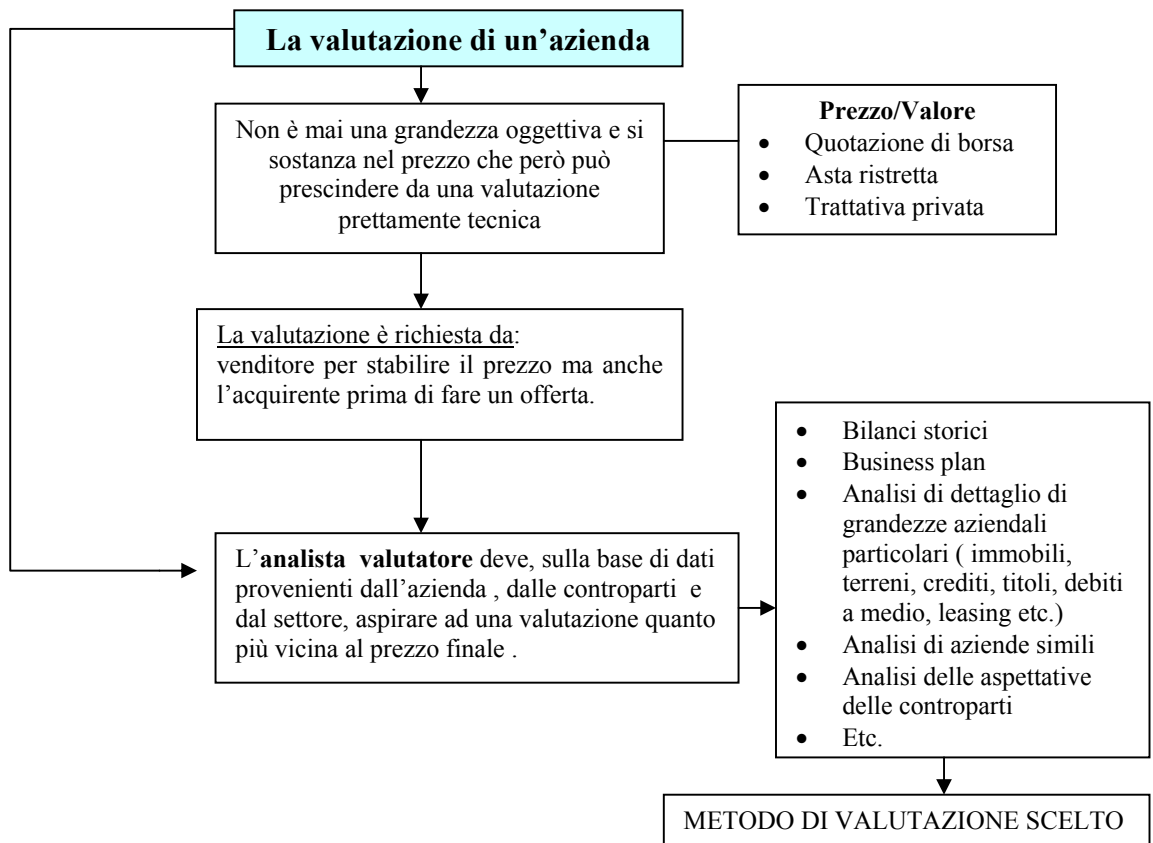 La valutazione di un’azienda
Non è mai una grandezza oggettiva e si
sostanza nel prezzo che però può
prescindere da una valutazione
prettamente tecnica
Prezzo/Valore
• Quotazione di borsa
• Asta ristretta
• Trattativa privata
La valutazione è richiesta da:
venditore per stabilire il prezzo ma anche
l’acquirente prima di fare un offerta.
L’analista valutatore deve, sulla base di dati
provenienti dall’azienda , dalle controparti e
dal settore, aspirare ad una valutazione quanto
più vicina al prezzo finale .
• Bilanci storici
• Business plan
• Analisi di dettaglio di
grandezze aziendali
particolari ( immobili,
terreni, crediti, titoli, debiti
a medio, leasing etc.)
• Analisi di aziende simili
• Analisi delle aspettative
delle controparti
• Etc.
METODO DI VALUTAZIONE SCELTO